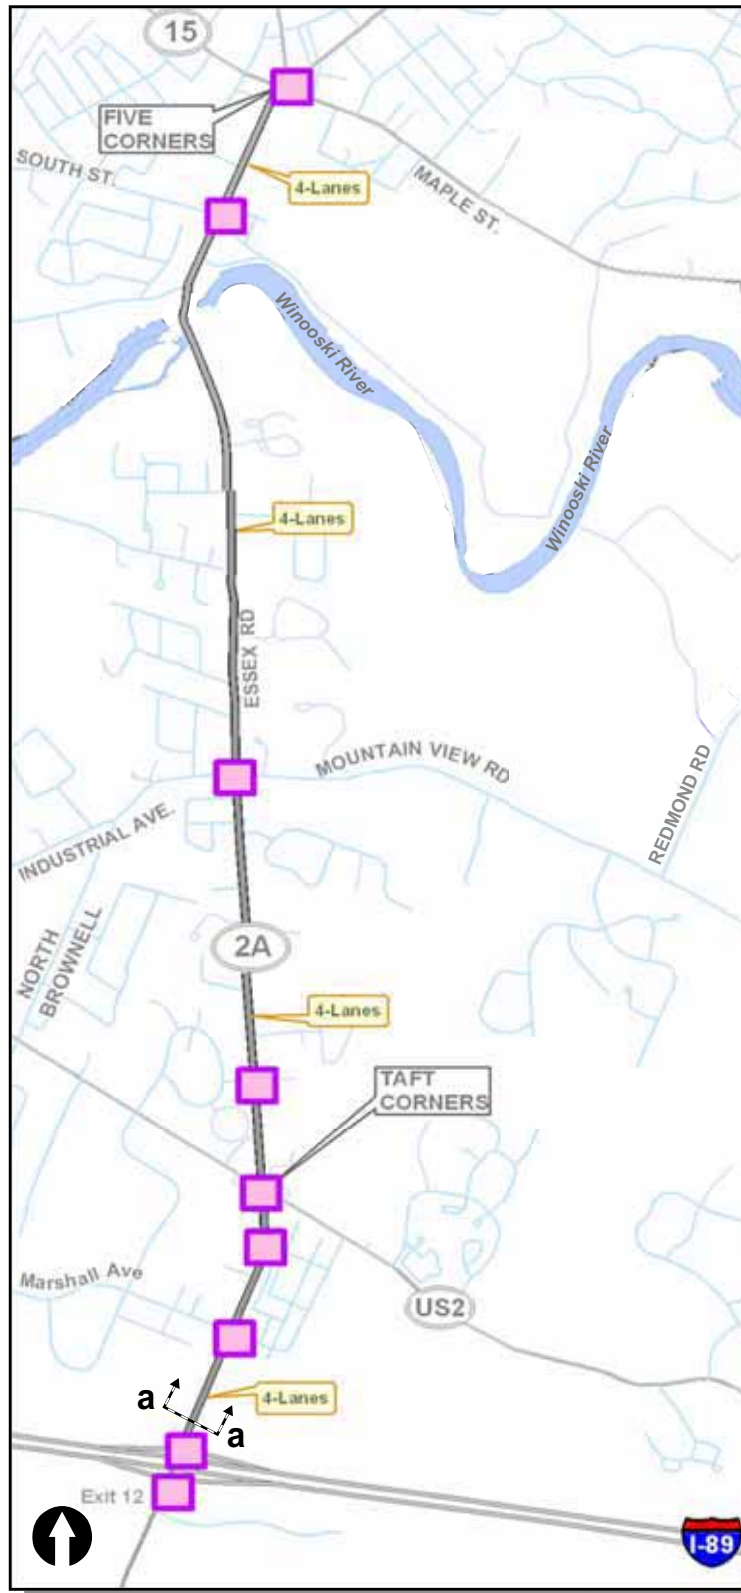 15
FIVE
CORNERS
SOUTH ST.
4-Lanes
MAPLE ST.
Winooski River
Winooski River
4-Lanes
ESSEX RD
MOUNTAIN VIEW RD
INDUSTRIAL AVE.
REDMOND RD
NORTH
BROWNELL
2A
4-Lanes
TAFT
CORNERS
Marshall Ave
US2
a
4-Lanes
a
Exit 12
I-89